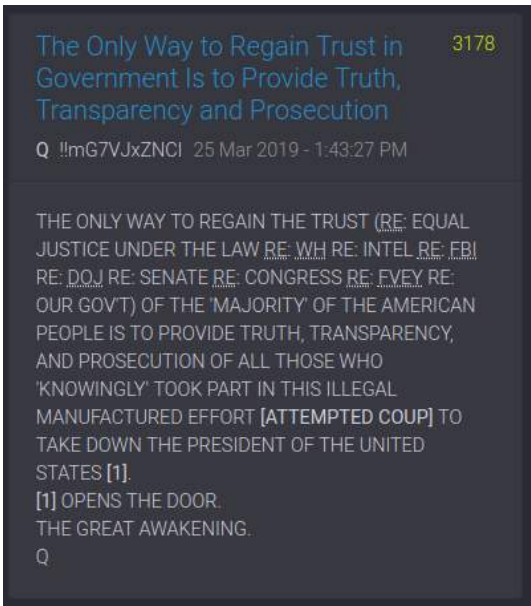 The Only Way to Regain Trust in 3178
Government Is to Provide Truth,
Transparency and Prosecution
Q !!mG7VJxZNCI 25 Mar 2019 - 1:43:27 PM
THE ONLY WAY TO REGAIN THE TRUST (RE: EQUAL
JUSTICE UNDER THE LAW RE: WH RE: INTEL RE: FBI
RE: DOJ RE: SENATE RE: CONGRESS RE: FVEY RE:
OUR GOV'T) OF THE 'MAJORITY' OF THE AMERICAN
PEOPLE IS TO PROVIDE TRUTH, TRANSPARENCY,
AND PROSECUTION OF ALL THOSE WHO
'KNOWINGLY' TOOK PART IN THIS ILLEGAL
MANUFACTURED EFFORT [ATTEMPTED COUP] TO
TAKE DOWN THE PRESIDENT OF THE UNITED
STATES [1].
[1] OPENS THE DOOR.
THE GREAT AWAKENING.
Q